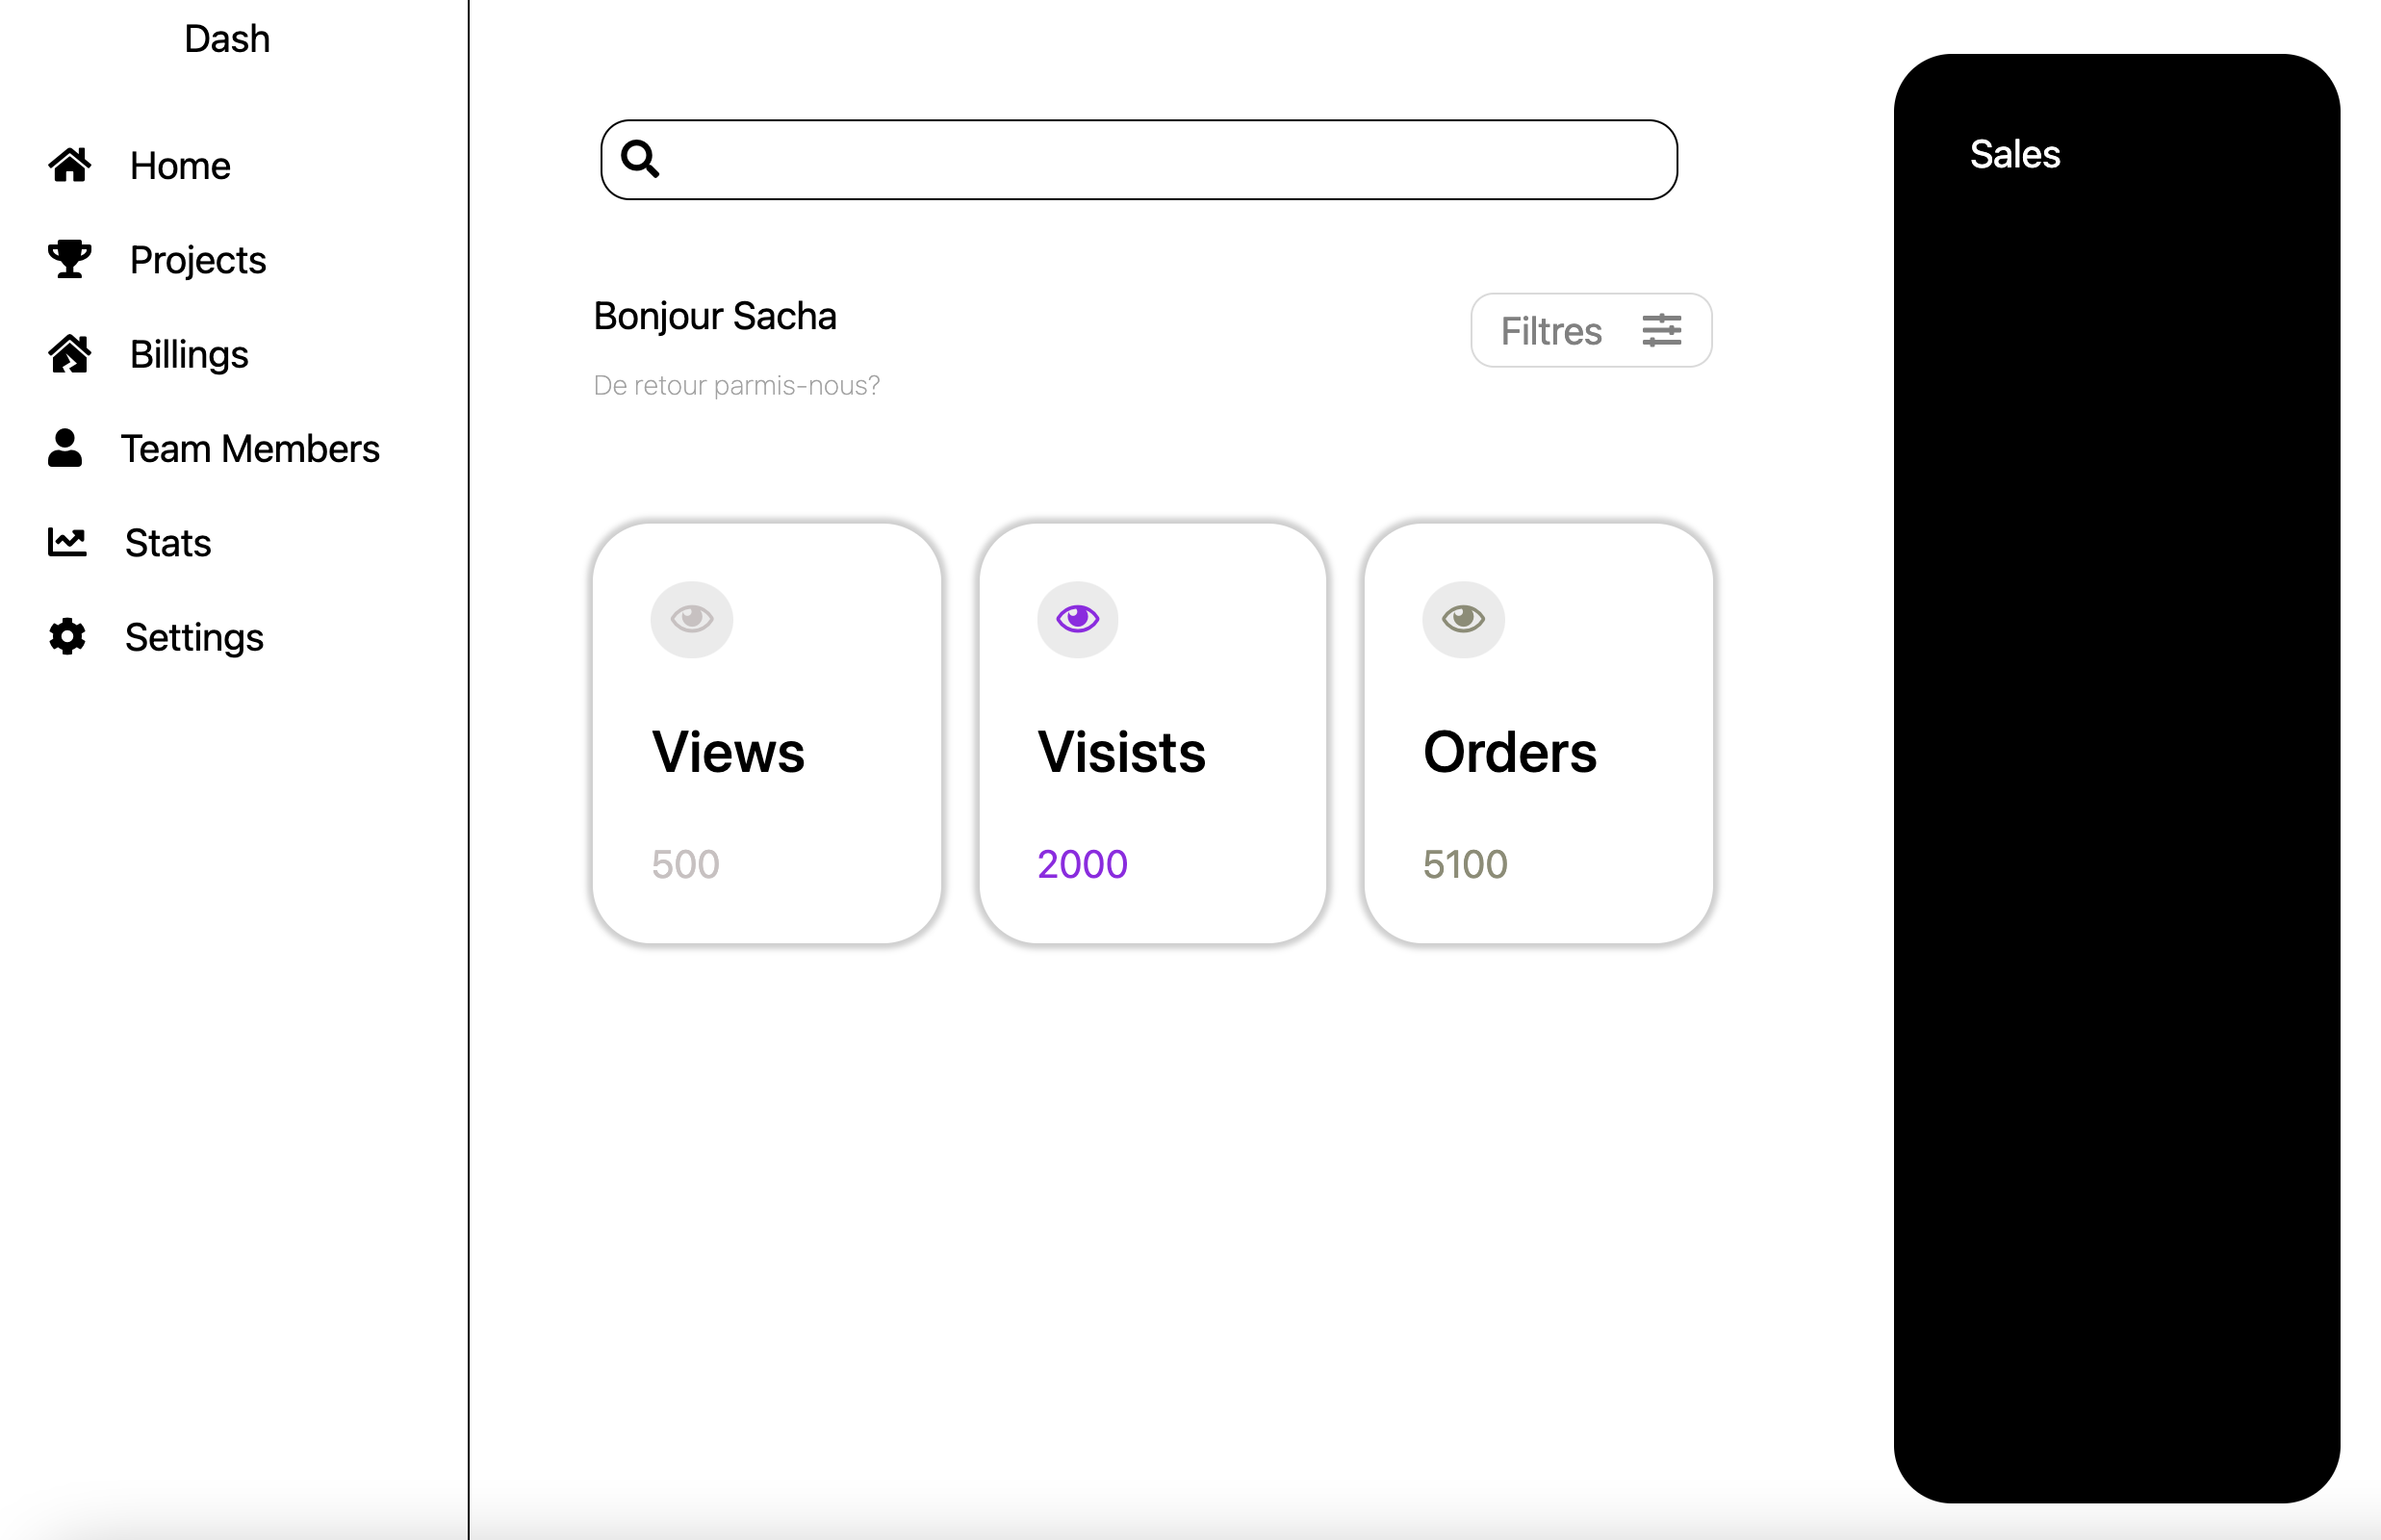 Dash
Home
Projects
Billings
Team Members
Stats
Settings
Bonjour Sacha
De retour parmis-nous?
Filtres
Views
500
Visists
2000
Orders
5100
Sales